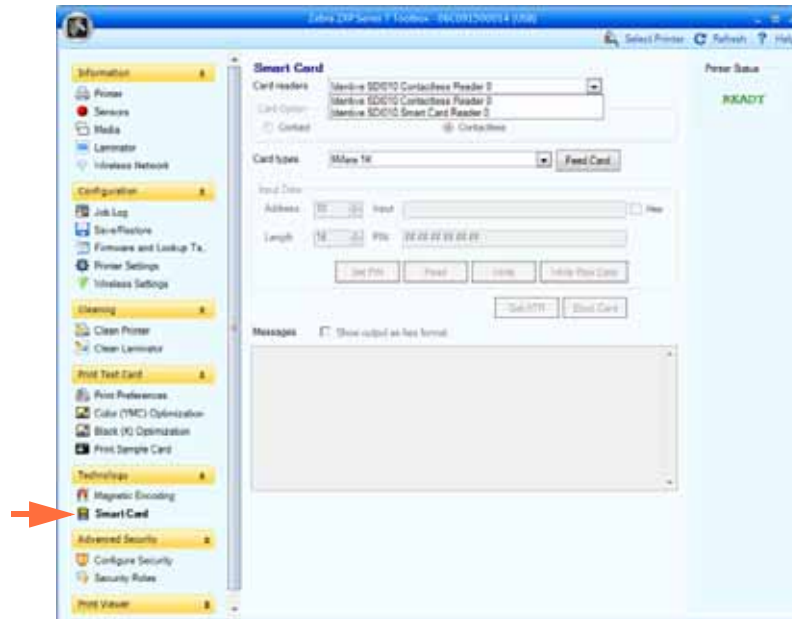 Zebra ZXP Series 7 Toolbox - 06C091500014 (USB)
Select Printer Refresh ? Help
Information
Printer
Sensors
Media
Laminator
Wireless Network
Configuration
Job Log
Save/Restore
Firmware and Lookup Ta..
Printer Settings
Wireless Settings
Cleaning
Clean Printer
Clean Laminator
Print Test Card
Print Preferences
Color (YMC) Optimization
Black (K) Optimization
Print Sample Card
Technology
Magnetic Encoding
Smart Card
Advanced Security
Configure Security
Security Roles
Print Viewer
Smart Card
Card readers Identive SDI010 Contactless Reader 0
Identive SDI010 Contactless Reader 0
Identive SDI010 Smart Card Reader 0
Card Option
Contact Contactless
Card types Mifare 1K Feed Card
Input Data
Address Input Hex
Length PIN ## ## ## ## ## ##
Set PIN Read Write
Get ATR Eject Card
Messages Show output as hex format
Printer Status
READY